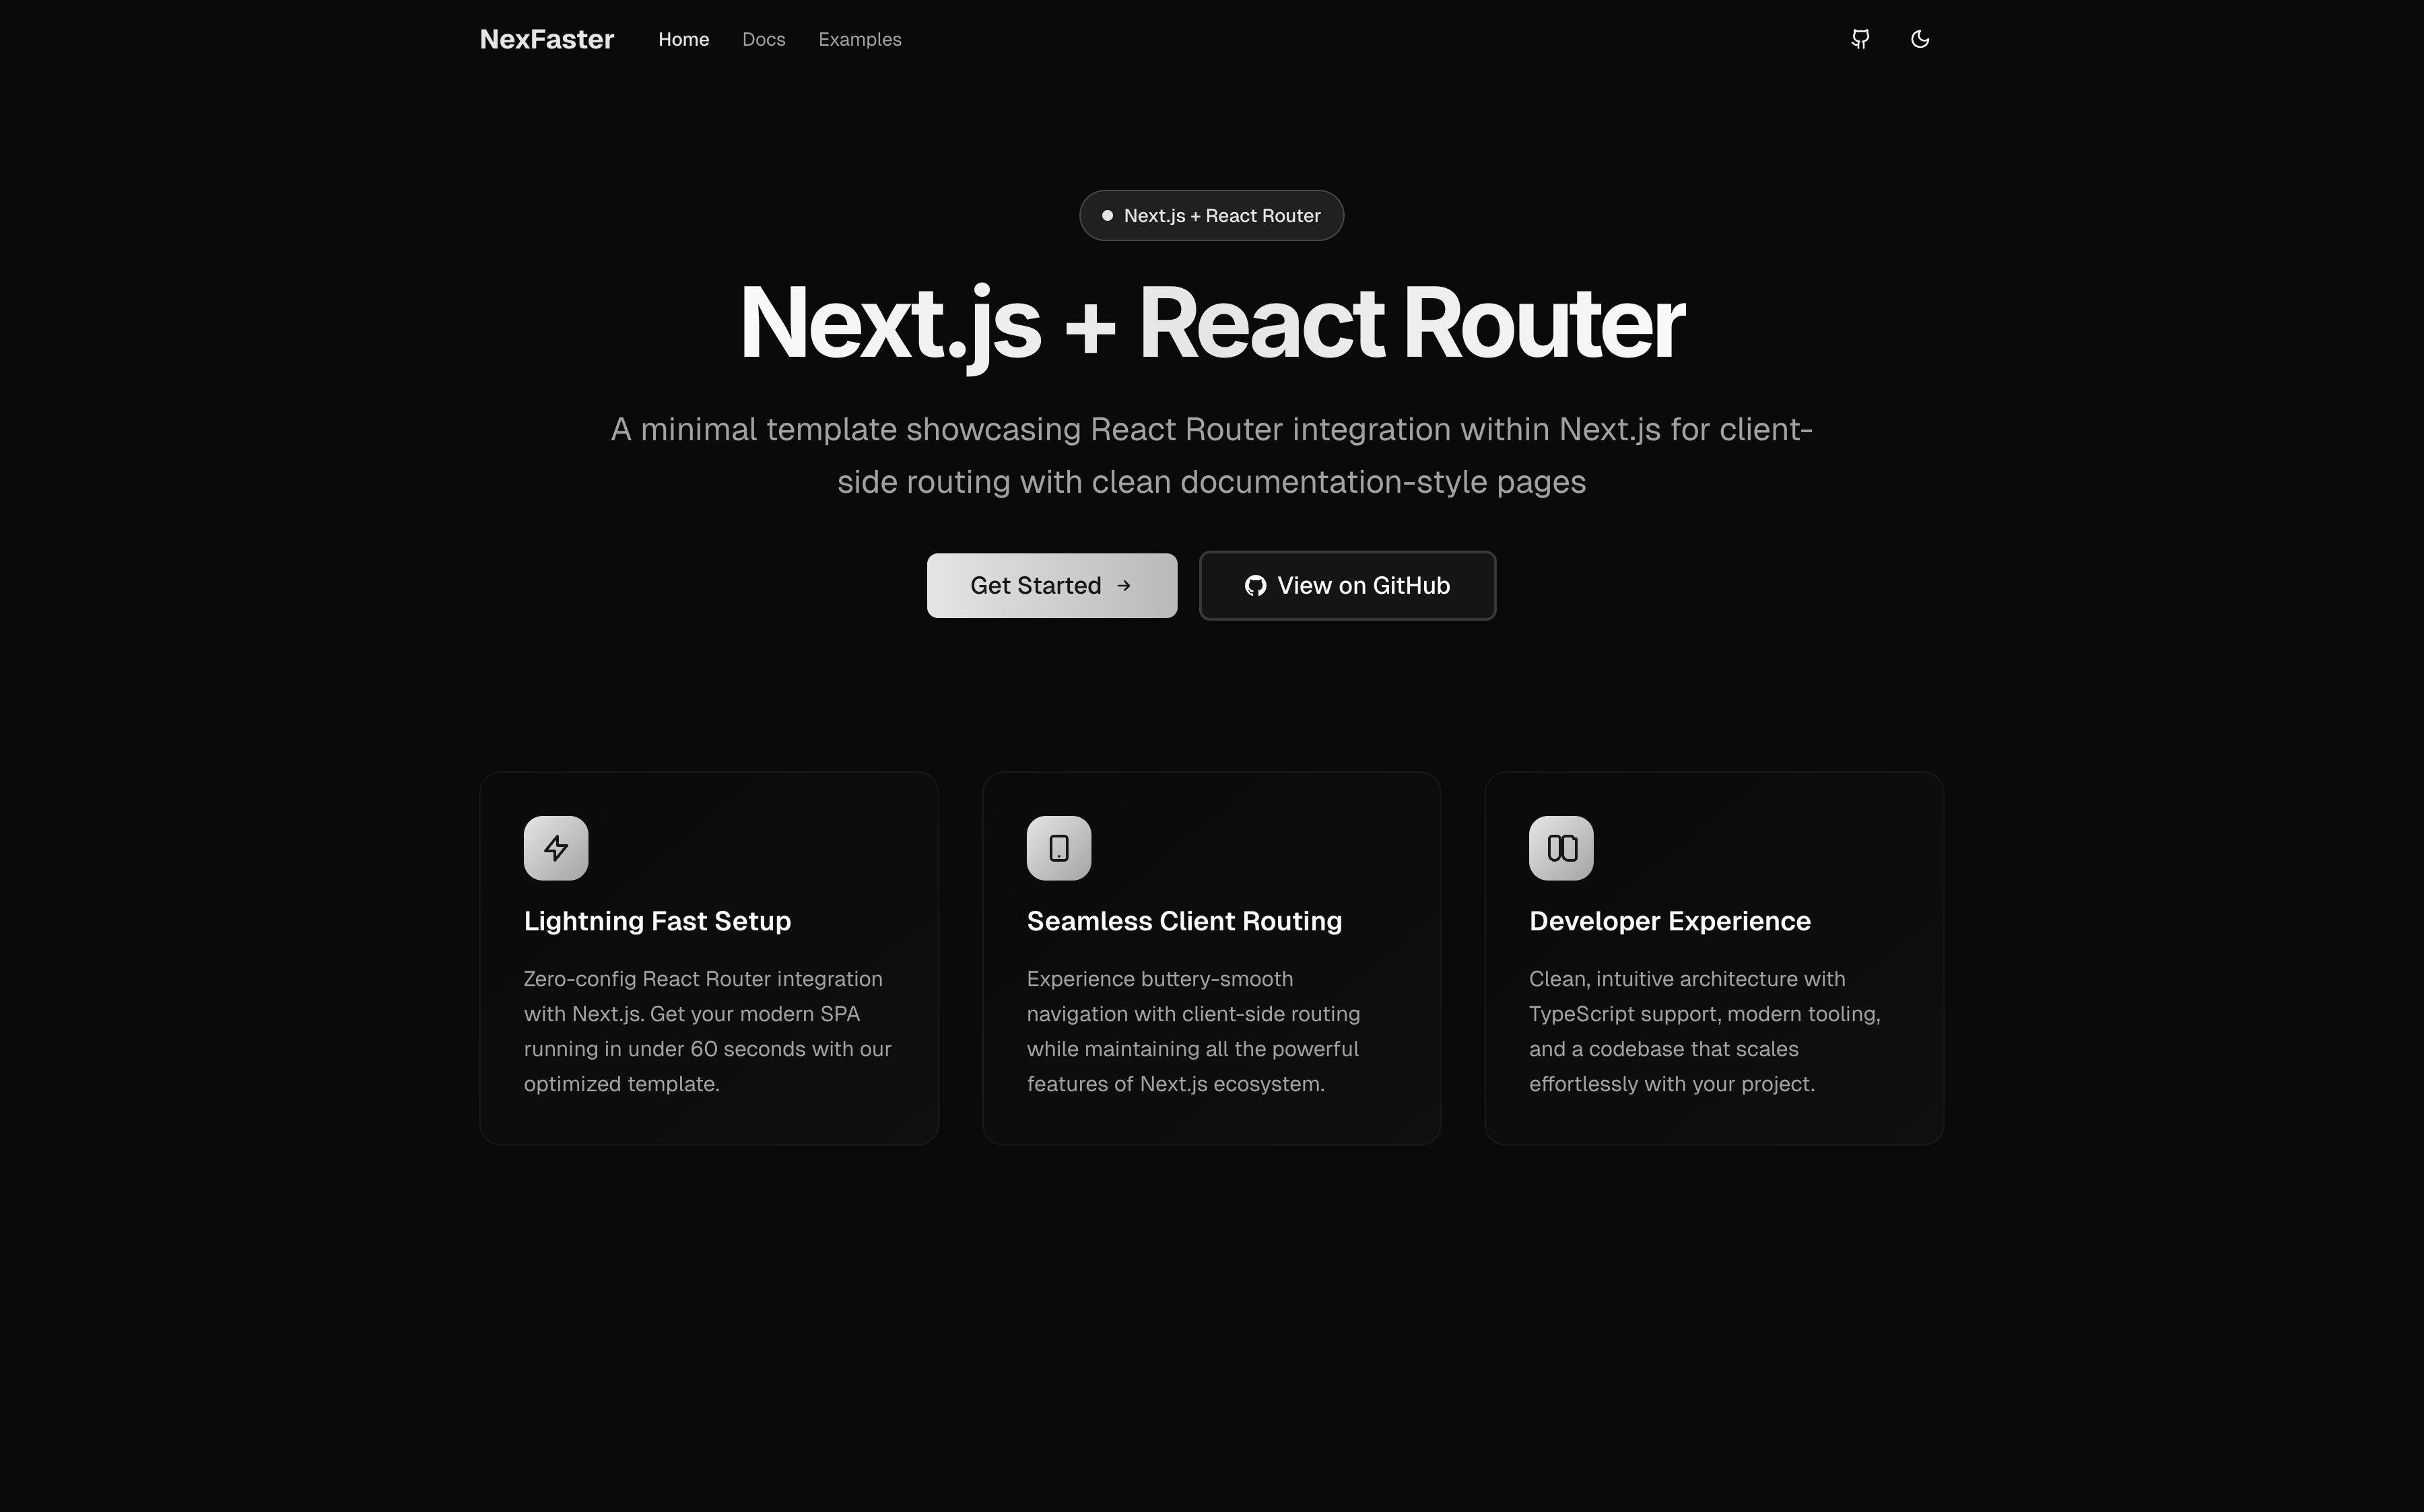 NexFaster Home Docs Examples
Next.js + React Router
Next.js + React Router
A minimal template showcasing React Router integration within Next.js for client-
side routing with clean documentation-style pages
Get Started
View on GitHub
Lightning Fast Setup
Zero-config React Router integration
with Next.js. Get your modern SPA
running in under 60 seconds with our
optimized template.
Seamless Client Routing
Experience buttery-smooth
navigation with client-side routing
while maintaining all the powerful
features of Next.js ecosystem.
Developer Experience
Clean, intuitive architecture with
TypeScript support, modern tooling,
and a codebase that scales
effortlessly with your project.